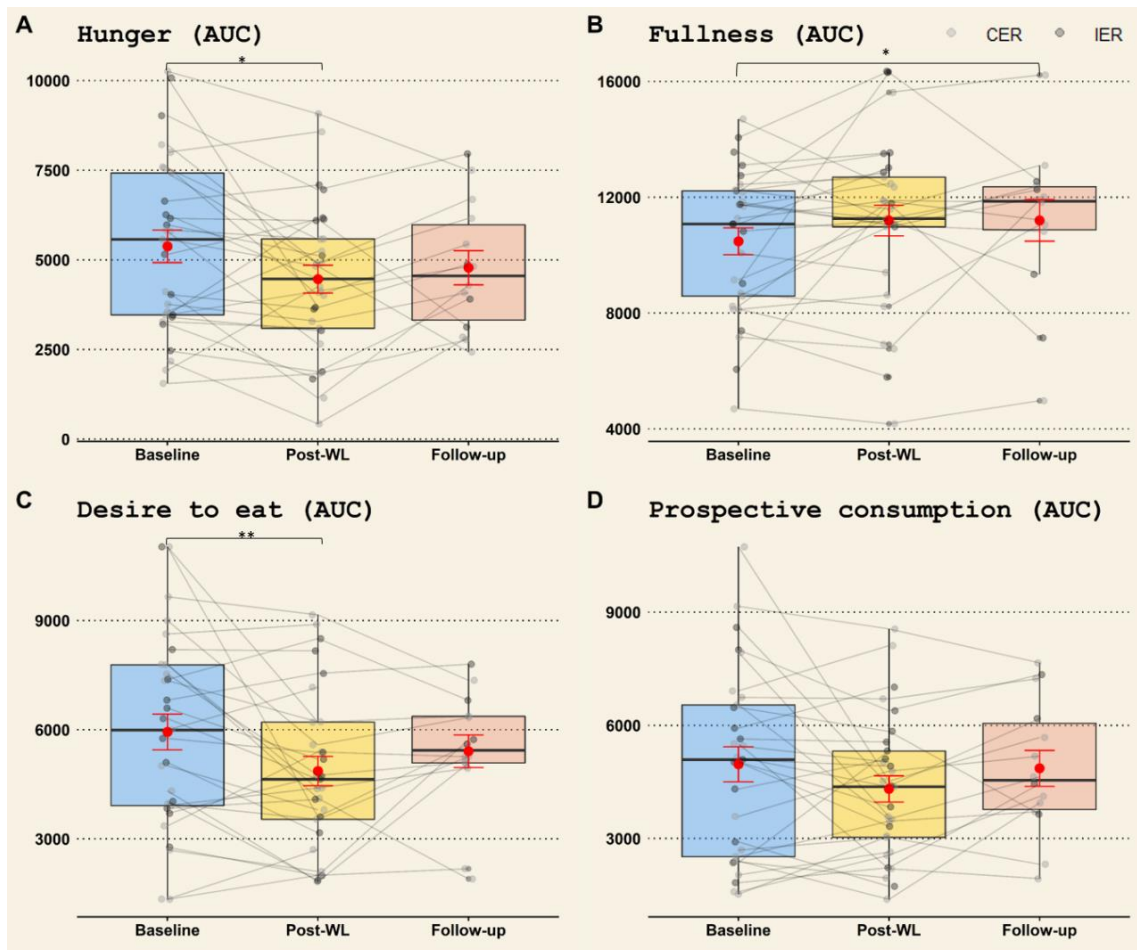 A Hunger (AUC)
*
10000
7500
5000
2500
0
Baseline Post-WL Follow-up
B Fullness (AUC) CER IER
*
16000
12000
8000
4000
Baseline Post-WL Follow-up
C Desire to eat (AUC)
**
9000
6000
3000
Baseline Post-WL Follow-up
D Prospective consumption (AUC)
9000
6000
3000
Baseline Post-WL Follow-up